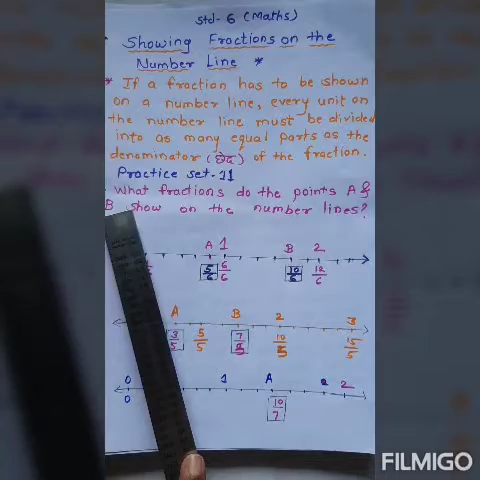 Std- 6 (Maths)
Showing Fractions on the
Number Line *
* If a fraction has to be shown
on a number line, every unit on
the number line must be divided
into as many equal parts as the
denominator (छेद) of the fraction.
Practice set-11
What fractions do the points A &
B show on the number lines?
A 1 B 2
5/6 6/6 10/6 12/6
A B 2 3
3/5 5/5 7/5 10/5 15/5
0 1 A 2
0 10/7
FILMIGO